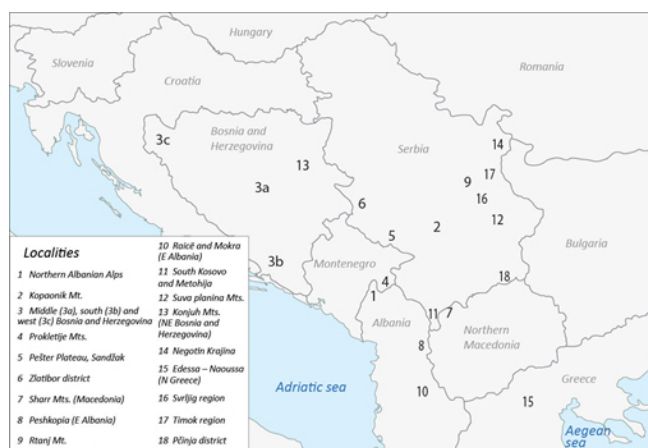 Hungary
Slovenia
Romania
Croatia
Bosnia and
Herzegovina
3c
13
14
Serbia
17
9
3a
16
6
12
2
5
Bulgaria
3b
Montenegro
18
4
1
11
7
Albania
Northern
Macedonia
8
10
15
Greece
Adriatic sea
Aegean
sea
Localities
1 Northern Albanian Alps
2 Kopaonik Mt.
3 Middle (3a), south (3b) and
west (3c) Bosnia and Herzegovina
4 Prokletije Mts.
5 Pešter Plateau, Sandžak
6 Zlatibor district
7 Sharr Mts. (Macedonia)
8 Peshkopia (E Albania)
9 Rtanj Mt.
10 Raicë and Mokra
(E Albania)
11 South Kosovo
and Metohija
12 Suva planina Mts.
13 Konjuh Mts.
(NE Bosnia and
Herzegovina)
14 Negotin Krajina
15 Edessa – Naoussa
(N Greece)
16 Svrljig region
17 Timok region
18 Pčinja district